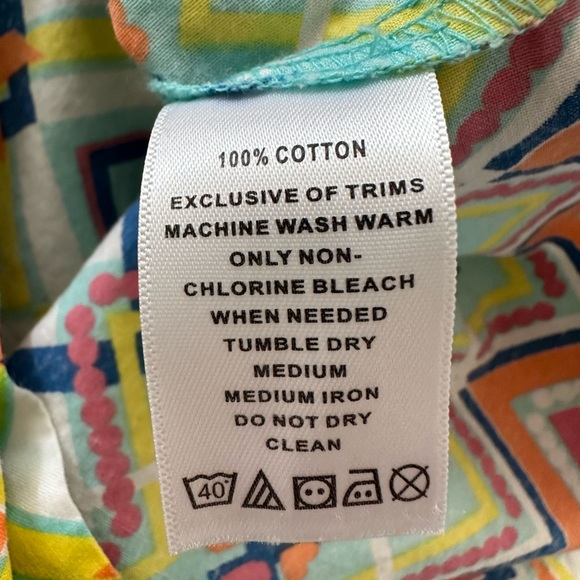 100% COTTON
EXCLUSIVE OF TRIMS
MACHINE WASH WARM
ONLY NON-
CHLORINE BLEACH
WHEN NEEDED
TUMBLE DRY
MEDIUM
MEDIUM IRON
DO NOT DRY
CLEAN
40°